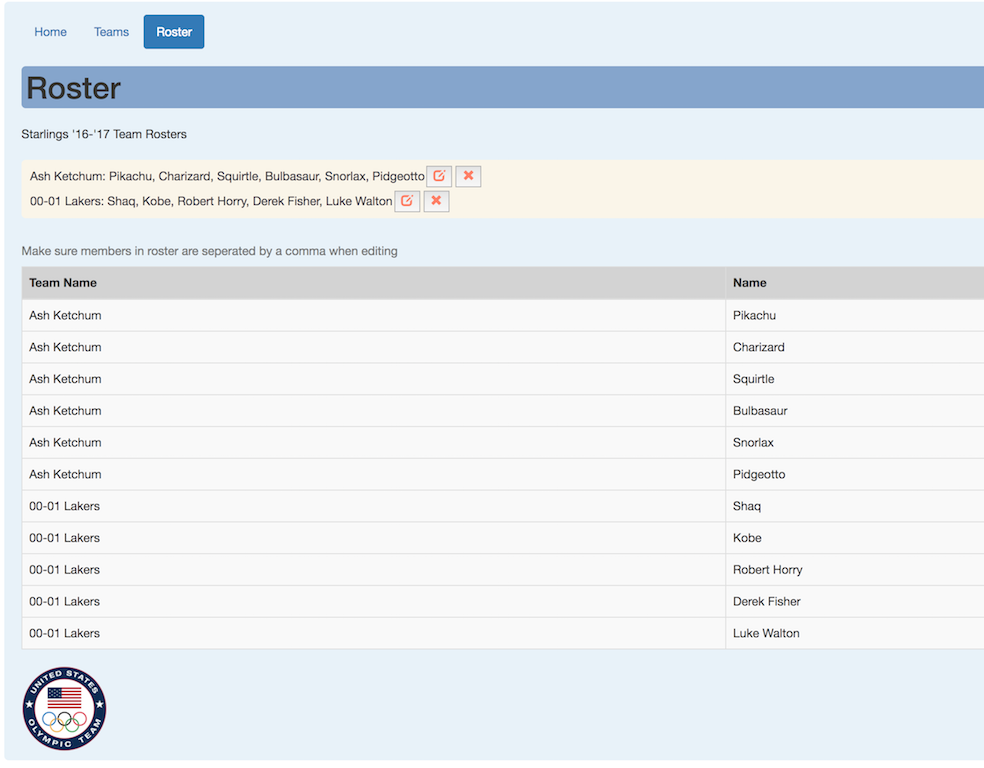 Home Teams Roster
Roster
Starlings '16-'17 Team Rosters
Ash Ketchum: Pikachu, Charizard, Squirtle, Bulbasaur, Snorlax, Pidgeotto
00-01 Lakers: Shaq, Kobe, Robert Horry, Derek Fisher, Luke Walton
Make sure members in roster are seperated by a comma when editing
Team Name Name
Ash Ketchum Pikachu
Ash Ketchum Charizard
Ash Ketchum Squirtle
Ash Ketchum Bulbasaur
Ash Ketchum Snorlax
Ash Ketchum Pidgeotto
00-01 Lakers Shaq
00-01 Lakers Kobe
00-01 Lakers Robert Horry
00-01 Lakers Derek Fisher
00-01 Lakers Luke Walton
UNITED STATES
OLYMPIC TEAM